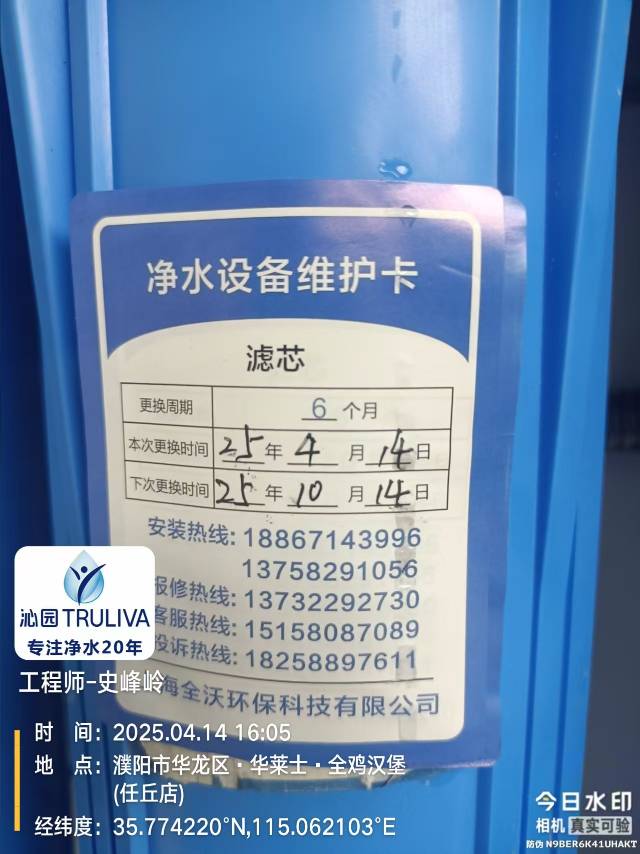 净水设备维护卡
滤芯
更换周期 6 个月
本次更换时间 25 年 4 月 14 日
下次更换时间 25 年 10 月 14 日
安装热线: 18867143996
13758291056
报修热线: 13732292730
客服热线: 15158087089
投诉热线: 18258897611
海全沃环保科技有限公司
沁园 TRULIVA
专注净水20年
工程师-史峰岭
时 间: 2025.04.14 16:05
地 点: 濮阳市华龙区·华莱士·全鸡汉堡
(任丘店)
经纬度: 35.774220°N,115.062103°E
今日水印
相机 真实可验
防伪 N9BER6K41UHAKT